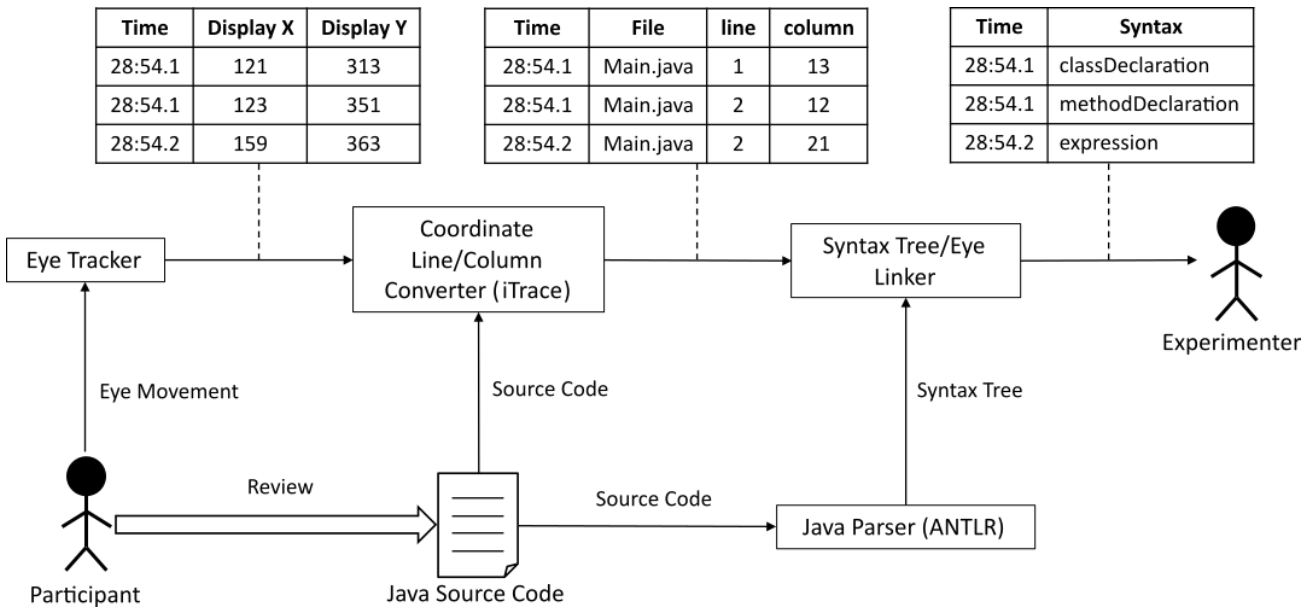 Time Display X Display Y
28:54.1 121 313
28:54.1 123 351
28:54.2 159 363
Time File line column
28:54.1 Main.java 1 13
28:54.1 Main.java 2 12
28:54.2 Main.java 2 21
Time Syntax
28:54.1 classDeclaration
28:54.1 methodDeclaration
28:54.2 expression
Eye Tracker
Coordinate
Line/Column
Converter (iTrace)
Syntax Tree/Eye
Linker
Experimenter
Eye Movement
Source Code
Syntax Tree
Review
Source Code
Java Parser (ANTLR)
Participant
Java Source Code